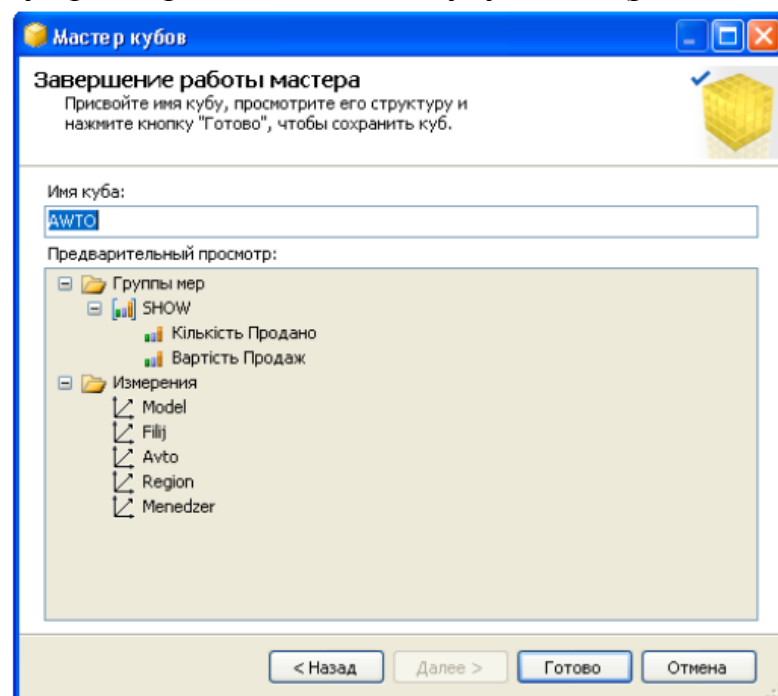 Мастер кубов
Завершение работы мастера
Присвойте имя кубу, просмотрите его структуру и
нажмите кнопку "Готово", чтобы сохранить куб.
Имя куба:
AWTO
Предварительный просмотр:
Группы мер
SHOW
Кількість Продано
Вартість Продаж
Измерения
Model
Filij
Avto
Region
Menedzer
< Назад Далее > Готово Отмена